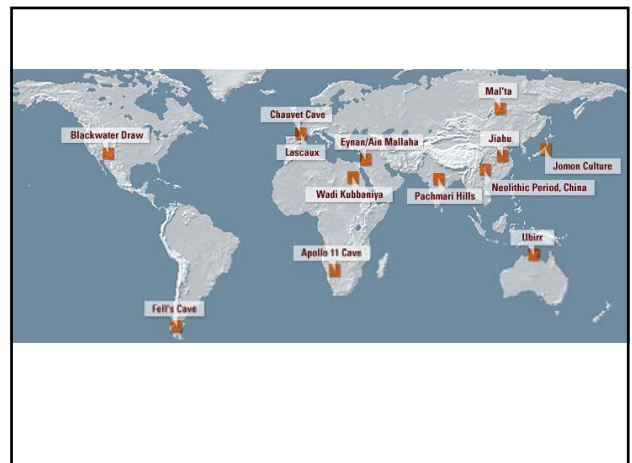 Mal'ta
Chauvet Cave
Blackwater Draw
Eynan/Ain Mallaha
Jiahu
Lascaux
Jomon Culture
Wadi Kubbaniya
Pachmari Hills
Neolithic Period, China
Ubirr
Apollo 11 Cave
Fell's Cave